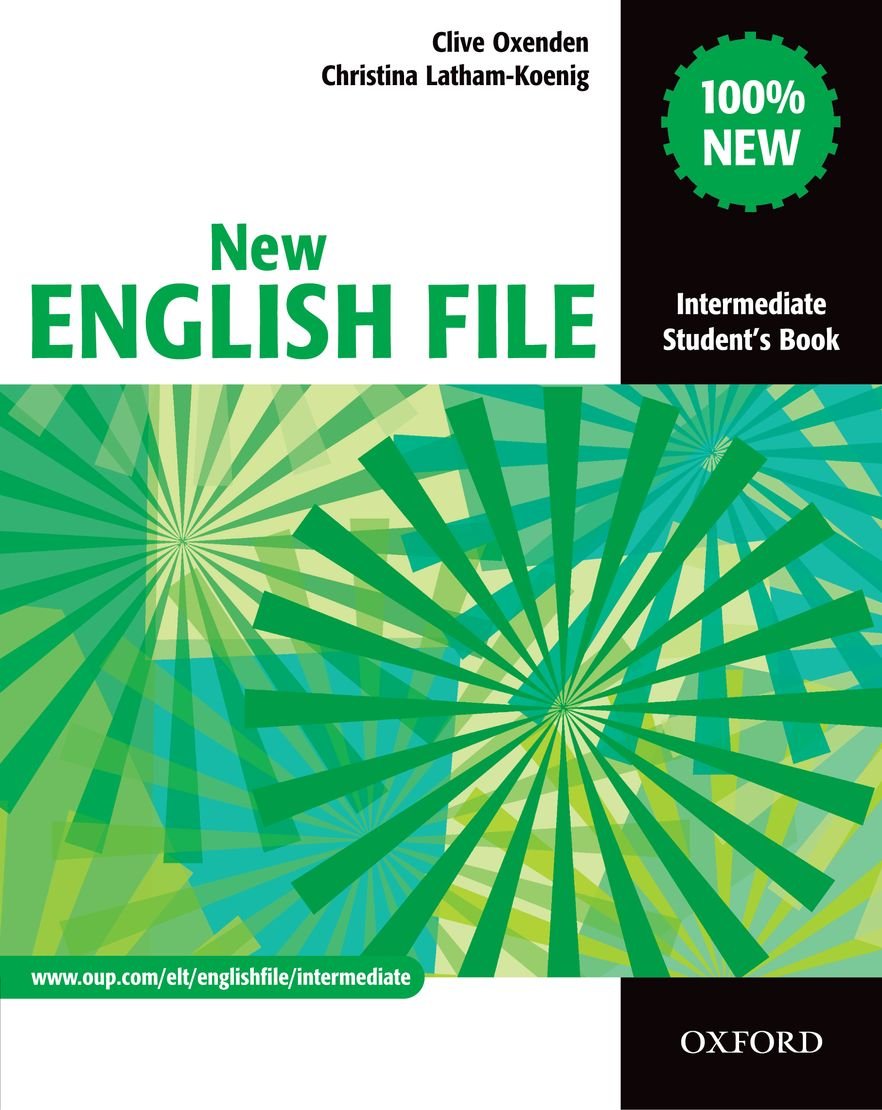 Clive Oxenden
Christina Latham-Koenig
100%
NEW
New
ENGLISH FILE
Intermediate
Student's Book
www.oup.com/elt/englishfile/intermediate
OXFORD